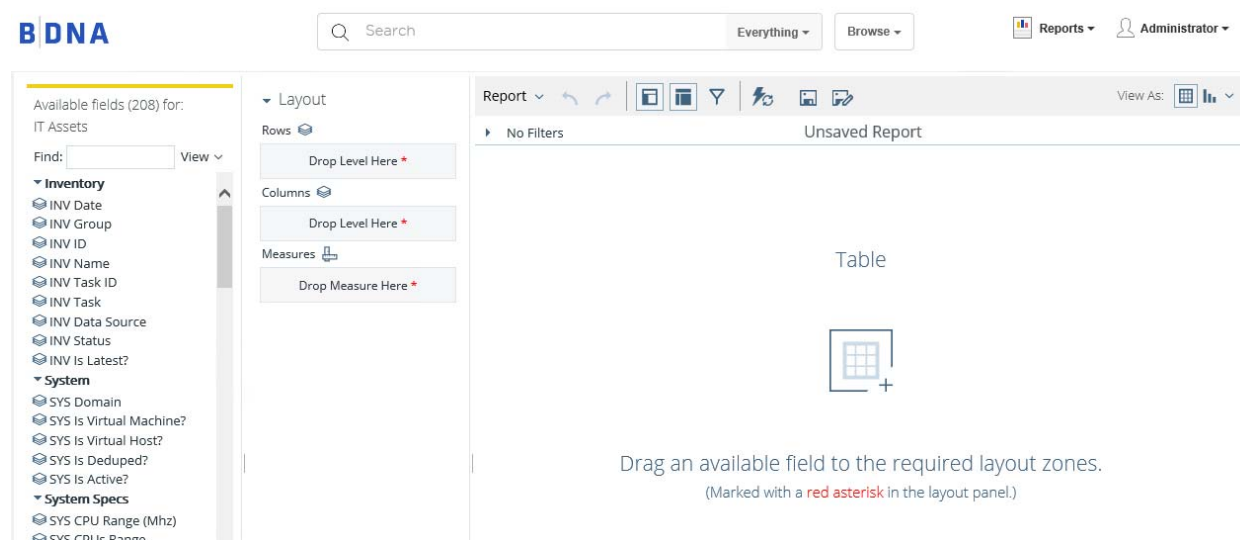 BDNA
Search
Everything
Browse
Reports
Administrator
Available fields (208) for:
IT Assets
Find:
View
Inventory
INV Date
INV Group
INV ID
INV Name
INV Task ID
INV Task
INV Data Source
INV Status
INV Is Latest?
System
SYS Domain
SYS Is Virtual Machine?
SYS Is Virtual Host?
SYS Is Deduped?
SYS Is Active?
System Specs
SYS CPU Range (Mhz)
SYS CPUs Range
Layout
Rows
Drop Level Here *
Columns
Drop Level Here *
Measures
Drop Measure Here *
Report
View As:
No Filters
Unsaved Report
Table
Drag an available field to the required layout zones.
(Marked with a red asterisk in the layout panel.)